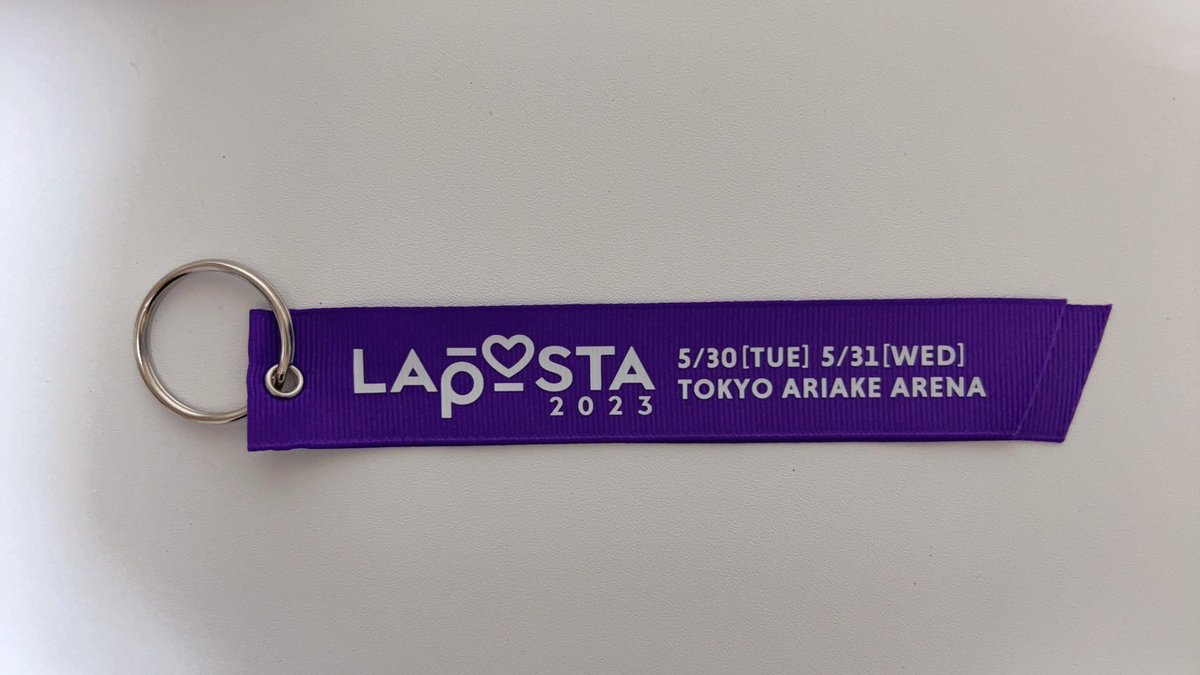 LAPOSTA
2023
5/30[TUE] 5/31[WED]
TOKYO ARIAKE ARENA